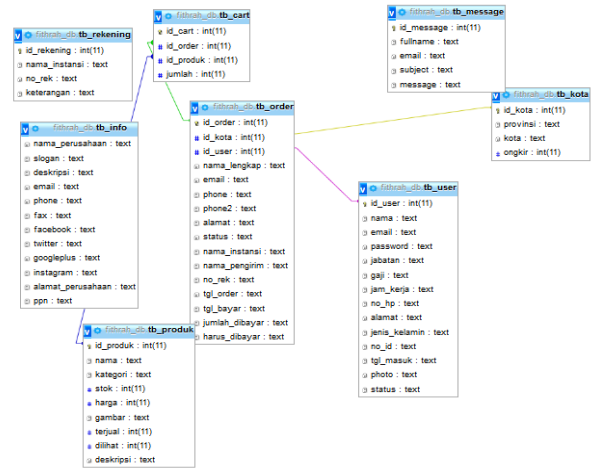 fithrah_db tb_rekening
id_rekening : int(11)
nama_instansi : text
no_rek : text
keterangan : text
fithrah_db tb_cart
id_cart : int(11)
id_order : int(11)
id_produk : int(11)
jumlah : int(11)
fithrah_db tb_message
id_message : int(11)
fullname : text
email : text
subject : text
message : text
fithrah_db tb_kota
id_kota : int(11)
provinsi : text
kota : text
ongkir : int(11)
fithrah_db tb_info
nama_perusahaan : text
slogan : text
deskripsi : text
email : text
phone : text
fax : text
facebook : text
twitter : text
googleplus : text
instagram : text
alamat_perusahaan : text
ppn : text
fithrah_db tb_order
id_order : int(11)
id_kota : int(11)
id_user : int(11)
nama_lengkap : text
email : text
phone : text
phone2 : text
alamat : text
status : text
nama_instansi : text
nama_pengirim : text
no_rek : text
tgl_order : text
tgl_bayar : text
jumlah_dibayar : text
harus_dibayar : text
fithrah_db tb_user
id_user : int(11)
nama : text
email : text
password : text
jabatan : text
gaji : text
jam_kerja : text
no_hp : text
alamat : text
jenis_kelamin : text
no_id : text
tgl_masuk : text
photo : text
status : text
fithrah_db tb_produk
id_produk : int(11)
nama : text
kategori : text
stok : int(11)
harga : int(11)
gambar : text
terjual : int(11)
dilihat : int(11)
deskripsi : text